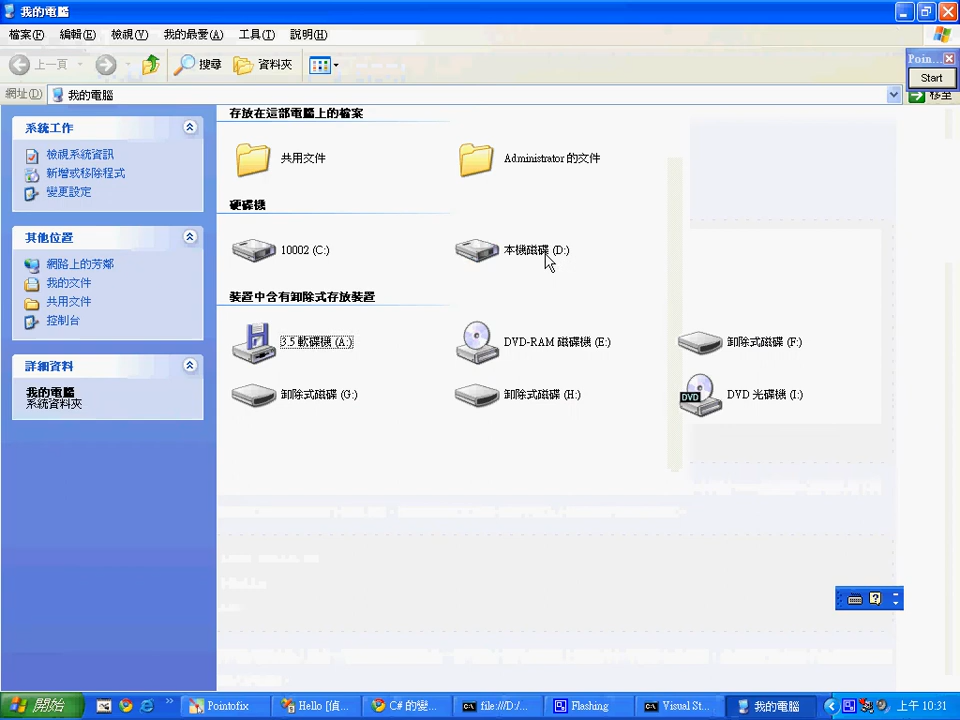 我的電腦
檔案(F) 編輯(E) 檢視(V) 我的最愛(A) 工具(T) 說明(H)
上一頁 搜尋 資料夾
Poin...
Start
網址(D) 我的電腦 移至
系統工作
檢視系統資訊
新增或移除程式
變更設定
其他位置
網路上的芳鄰
我的文件
共用文件
控制台
詳細資料
我的電腦
系統資料夾
存放在這部電腦上的檔案
共用文件 Administrator 的文件
硬碟機
10002 (C:) 本機磁碟 (D:)
裝置中含有卸除式存放裝置
3.5 軟碟機 (A:) DVD-RAM 磁碟機 (E:) 卸除式磁碟 (F:)
卸除式磁碟 (G:) 卸除式磁碟 (H:) DVD 光碟機 (I:)
DVD
開始 Pointofix Hello [偵... C# 的變... file:///D:/... Flashing Visual St... 我的電腦 上午 10:31